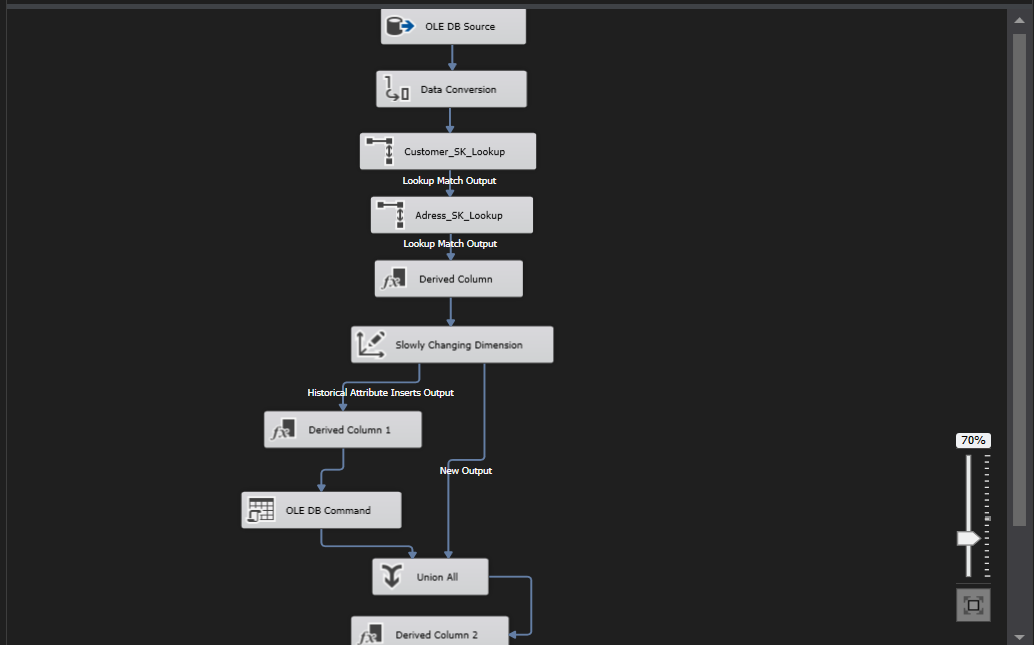 OLE DB Source
Data Conversion
Customer_SK_Lookup
Lookup Match Output
Adress_SK_Lookup
Lookup Match Output
Derived Column
Slowly Changing Dimension
Historical Attribute Inserts Output
Derived Column 1
70%
New Output
OLE DB Command
Union All
Derived Column 2